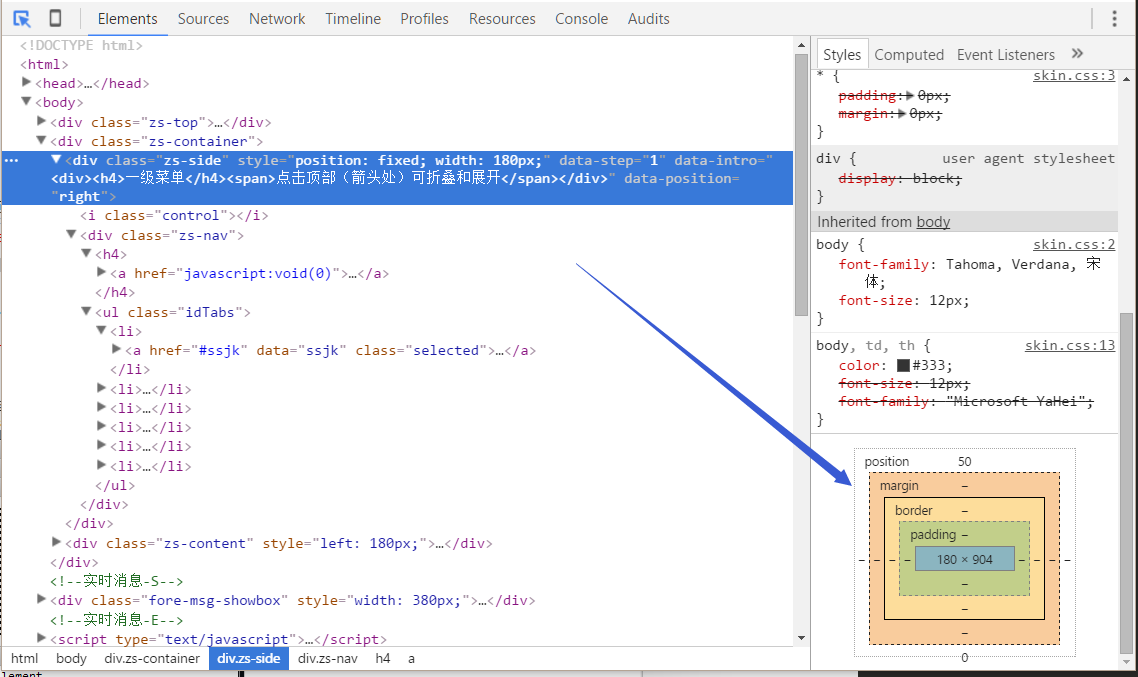 Elements Sources Network Timeline Profiles Resources Console Audits
<!DOCTYPE html>
<html>
<head>…</head>
<body>
<div class="zs-top">…</div>
<div class="zs-container">
<div class="zs-side" style="position: fixed; width: 180px;" data-step="1" data-intro="
<div><h4>一级菜单</h4><span>点击顶部（箭头处）可折叠和展开</span></div>" data-position=
"right">
<i class="control"></i>
<div class="zs-nav">
<h4>
<a href="javascript:void(0)">…</a>
</h4>
<ul class="idTabs">
<li>
<a href="#ssjk" data="ssjk" class="selected">…</a>
</li>
<li>…</li>
<li>…</li>
<li>…</li>
<li>…</li>
<li>…</li>
</ul>
</div>
</div>
<div class="zs-content" style="left: 180px;">…</div>
</div>
<!--实时消息-S-->
<div class="fore-msg-showbox" style="width: 380px;">…</div>
<!--实时消息-E-->
<script type="text/javascript">…</script>
html body div.zs-container div.zs-side div.zs-nav h4 a
lement
Styles Computed Event Listeners »
* { skin.css:3
padding: 0px;
margin: 0px;
}
div { user agent stylesheet
display: block;
}
Inherited from body
body { skin.css:2
font-family: Tahoma, Verdana, 宋
体;
font-size: 12px;
}
body, td, th { skin.css:13
color: #333;
font-size: 12px;
font-family: "Microsoft YaHei";
}
position 50
margin –
border –
padding –
– – – – 180 × 904 – – – –
–
–
–
0